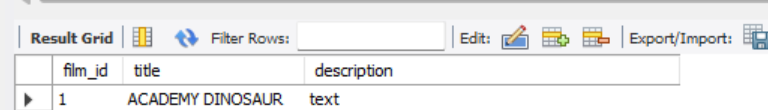 Result Grid Filter Rows: Edit: Export/Import:
film_id title description
1 ACADEMY DINOSAUR text